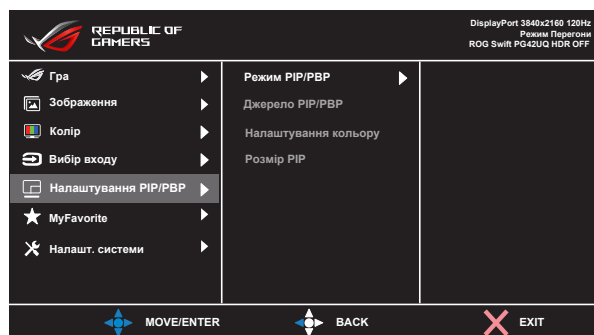 REPUBLIC OF
GAMERS
DisplayPort 3840x2160 120Hz
Режим Перегони
ROG Swift PG42UQ HDR OFF
Гра
Зображення
Колір
Вибір входу
Налаштування PIP/PBP
MyFavorite
Налашт. системи
Режим PIP/PBP
Джерело PIP/PBP
Налаштування кольору
Розмір PIP
MOVE/ENTER
BACK
EXIT